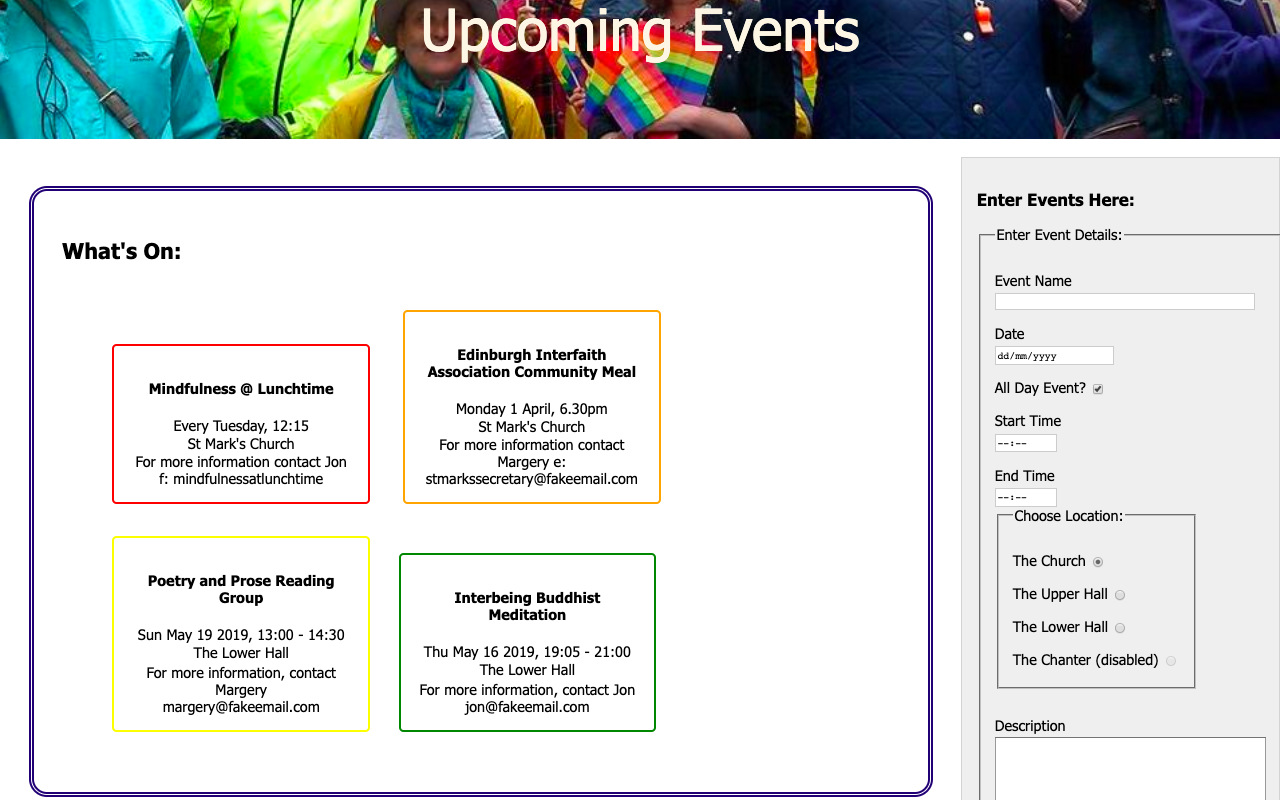 Upcoming Events
What's On:
Mindfulness @ Lunchtime
Every Tuesday, 12:15
St Mark's Church
For more information contact Jon
f: mindfulnessatlunchtime
Edinburgh Interfaith
Association Community Meal
Monday 1 April, 6.30pm
St Mark's Church
For more information contact
Margery e:
stmarkssecretary@fakeemail.com
Poetry and Prose Reading
Group
Sun May 19 2019, 13:00 - 14:30
The Lower Hall
For more information, contact
Margery
margery@fakeemail.com
Interbeing Buddhist
Meditation
Thu May 16 2019, 19:05 - 21:00
The Lower Hall
For more information, contact Jon
jon@fakeemail.com
Enter Events Here:
Enter Event Details:
Event Name
Date
dd/mm/yyyy
All Day Event?
Start Time
--:--
End Time
--:--
Choose Location:
The Church
The Upper Hall
The Lower Hall
The Chanter (disabled)
Description